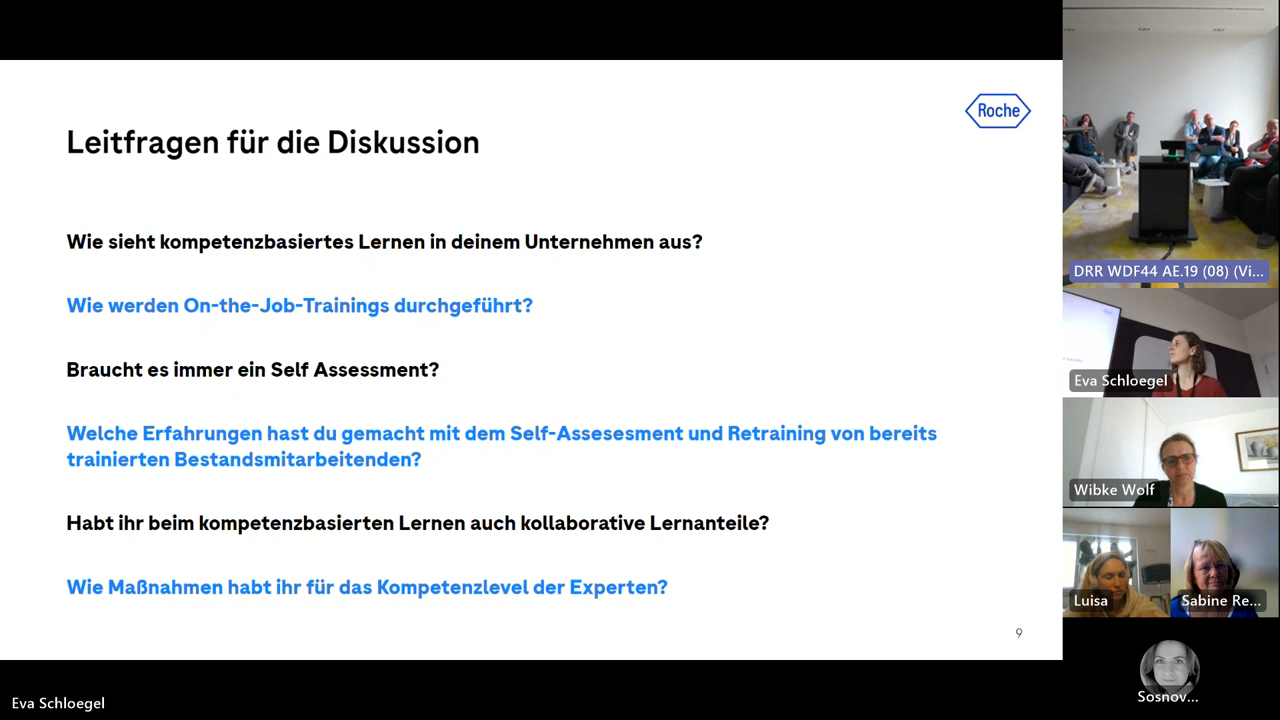 Roche
Leitfragen für die Diskussion
Wie sieht kompetenzbasiertes Lernen in deinem Unternehmen aus?
Wie werden On-the-Job-Trainings durchgeführt?
Braucht es immer ein Self Assessment?
Welche Erfahrungen hast du gemacht mit dem Self-Assesesment und Retraining von bereits
trainierten Bestandsmitarbeitenden?
Habt ihr beim kompetenzbasierten Lernen auch kollaborative Lernanteile?
Wie Maßnahmen habt ihr für das Kompetenzlevel der Experten?
9
Eva Schloegel
DRR WDF44 AE.19 (08) (Vi...
Eva Schloegel
Wibke Wolf
Luisa
Sabine Re...
Sosnov...